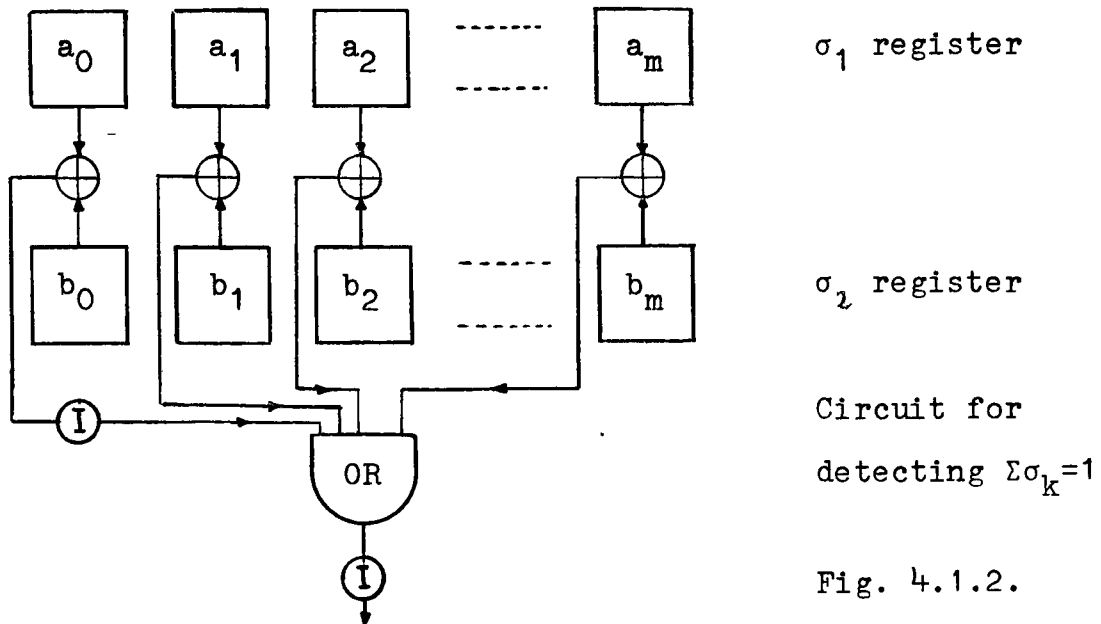 a₀ a₁ a₂ aₘ σ₁ register
b₀ b₁ b₂ bₘ σ₂ register
I
OR
I
Circuit for
detecting Σσₖ=1
Fig. 4.1.2.